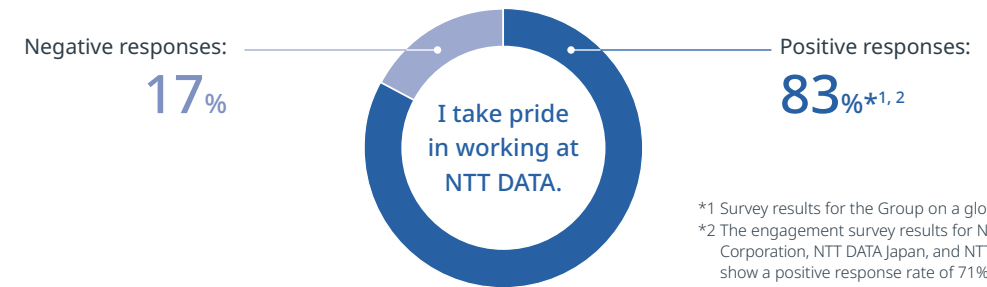 Negative responses:
17%
Positive responses:
83%*1, 2
I take pride
in working at
NTT DATA.
*1 Survey results for the Group on a
*2 The engagement survey results for
Corporation, NTT DATA Japan, and
show a positive response rate of 71%